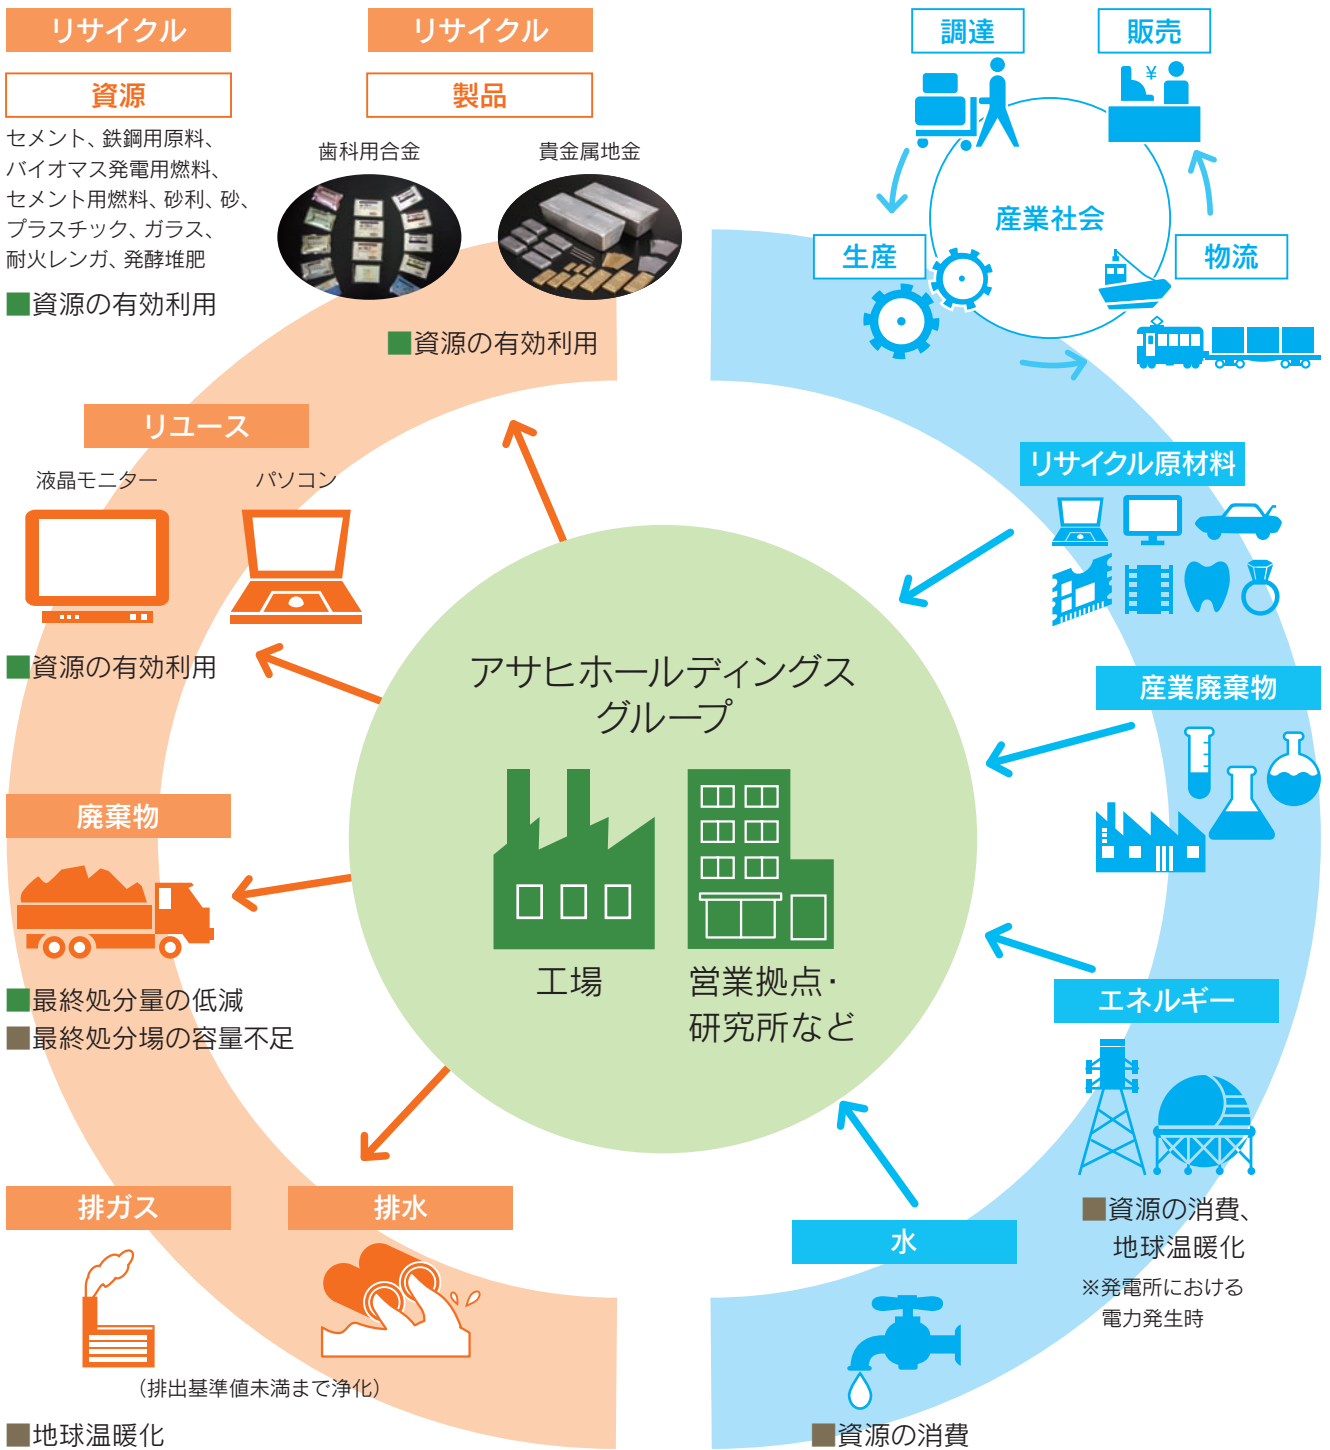 リサイクル
資源
セメント、鉄鋼用原料、
バイオマス発電用燃料、
セメント用燃料、砂利、砂、
プラスチック、ガラス、
耐火レンガ、発酵堆肥
■資源の有効利用
リサイクル
製品
歯科用合金
貴金属地金
■資源の有効利用
調達
販売
¥
産業社会
生産
物流
リユース
液晶モニター
パソコン
■資源の有効利用
リサイクル原材料
産業廃棄物
アサヒホールディングス
グループ
工場
営業拠点・
研究所など
廃棄物
■最終処分量の低減
■最終処分場の容量不足
エネルギー
■資源の消費、
地球温暖化
※発電所における
電力発生時
排ガス
排水
(排出基準値未満まで浄化)
■地球温暖化
水
■資源の消費